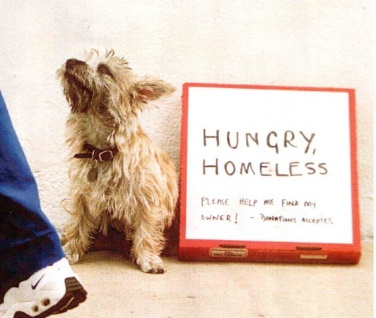 HUNGRY,
HOMELESS
PLEASE HELP ME FIND MY
OWNER! - DONATIONS ACCEPTED